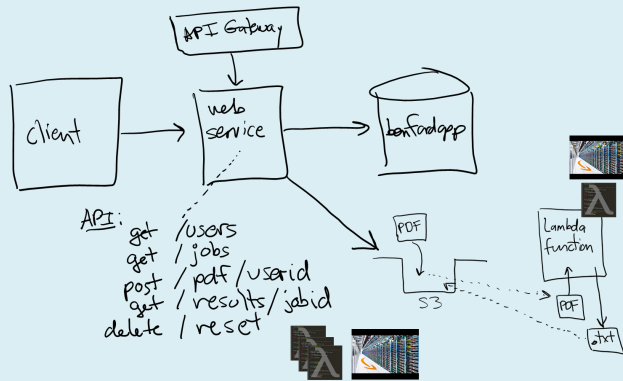 API Gateway
client
web
service
benfordapp
API:
get /users
get /jobs
post /pdf/userid
get /results/jobid
delete /reset
PDF
S3
Lambda
function
PDF
.txt